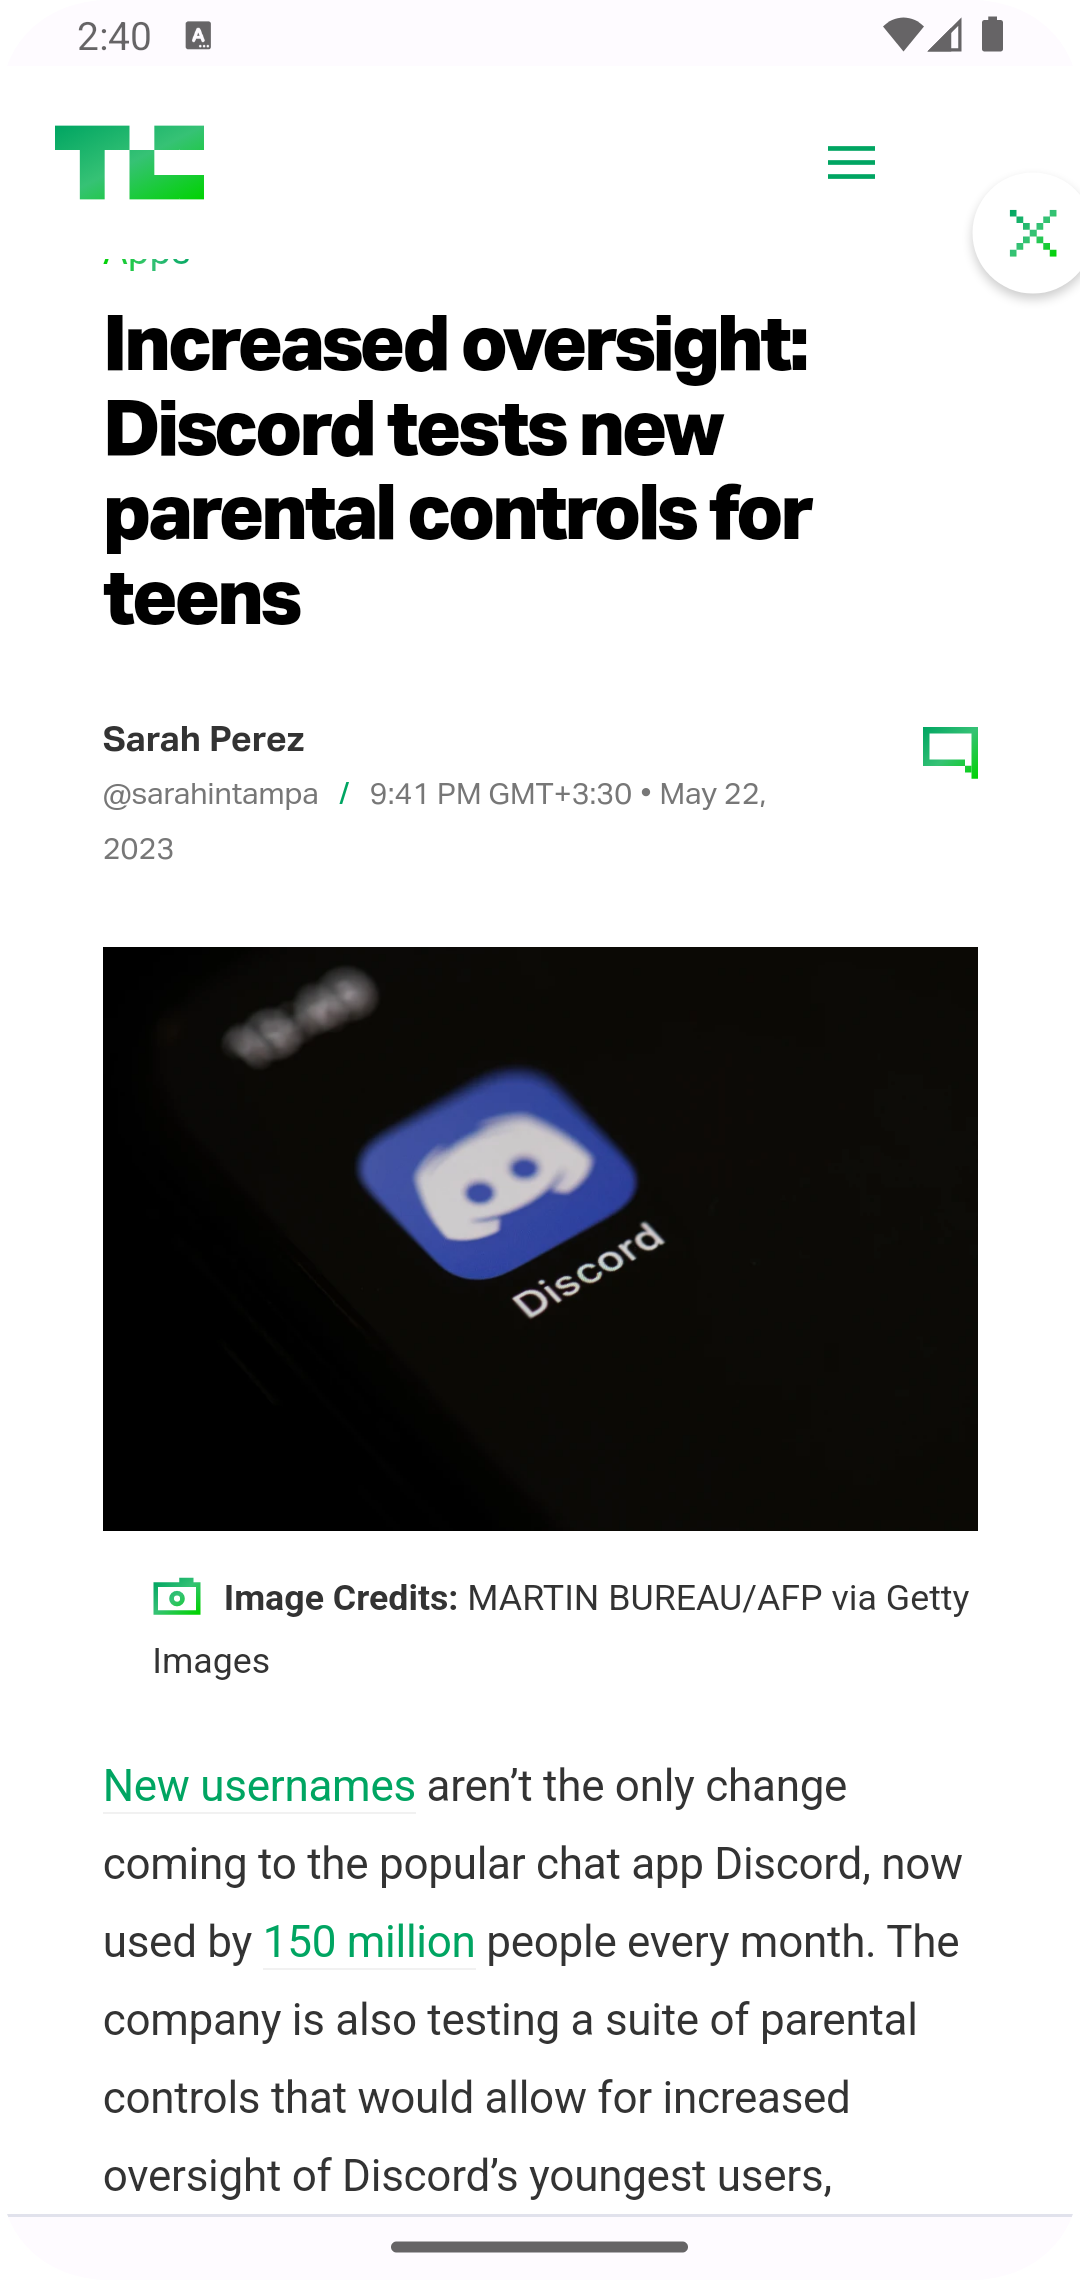 2:40
TC
Apps
Increased oversight:
Discord tests new
parental controls for
teens
Sarah Perez
@sarahintampa / 9:41 PM GMT+3:30 • May 22,
2023
Discord
Image Credits: MARTIN BUREAU/AFP via Getty
Images
New usernames aren’t the only change
coming to the popular chat app Discord, now
used by 150 million people every month. The
company is also testing a suite of parental
controls that would allow for increased
oversight of Discord’s youngest users,